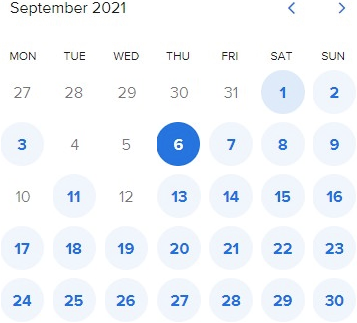 September 2021
MON TUE WED THU FRI SAT SUN
27 28 29 30 31 1 2
3 4 5 6 7 8 9
10 11 12 13 14 15 16
17 18 19 20 21 22 23
24 25 26 27 28 29 30